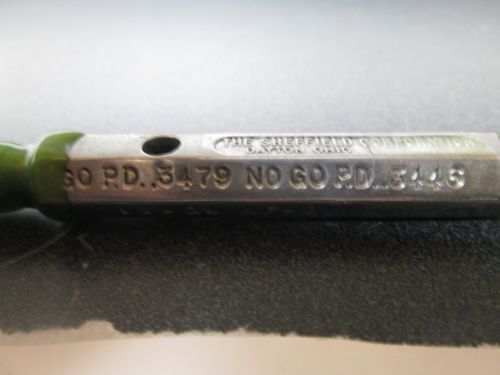 THE SHEFFIELD CORPORATION
DAYTON OHIO
GO P.D. .3479 NO GO P.D. .3446